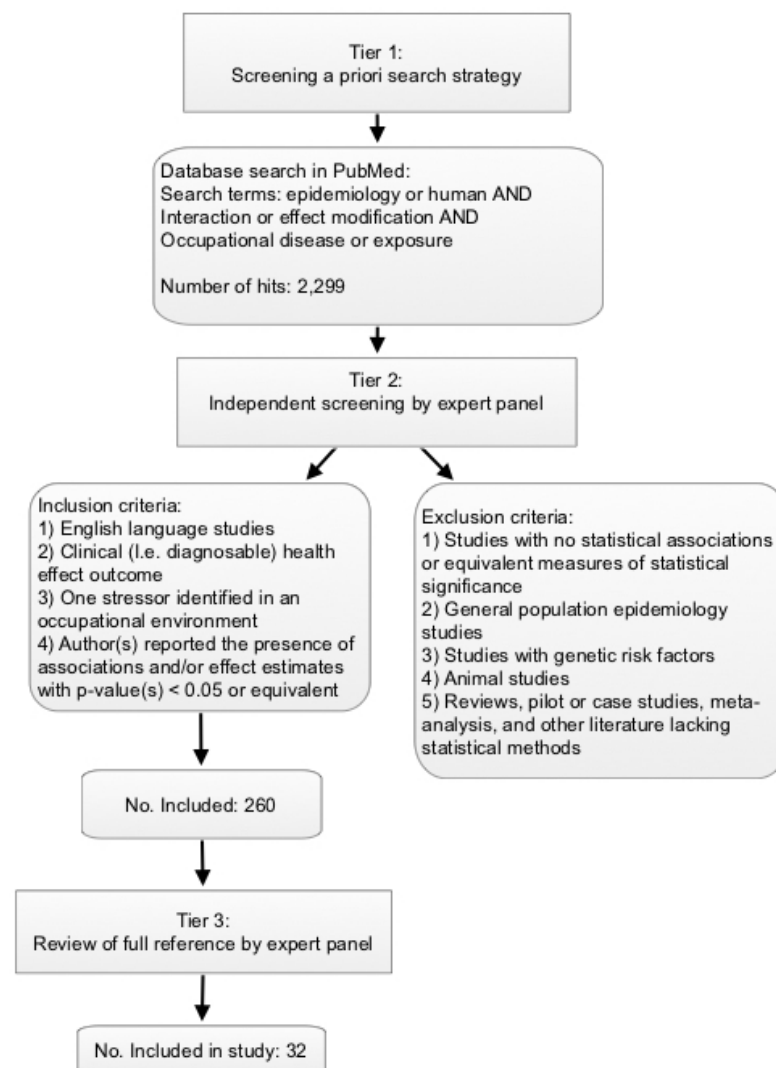 Tier 1:
Screening a priori search strategy
Database search in PubMed:
Search terms: epidemiology or human AND
Interaction or effect modification AND
Occupational disease or exposure
Number of hits: 2,299
Tier 2:
Independent screening by expert panel
Inclusion criteria:
1) English language studies
2) Clinical (I.e. diagnosable) health
effect outcome
3) One stressor identified in an
occupational environment
4) Author(s) reported the presence of
associations and/or effect estimates
with p-value(s) < 0.05 or equivalent
Exclusion criteria:
1) Studies with no statistical associations
or equivalent measures of statistical
significance
2) General population epidemiology
studies
3) Studies with genetic risk factors
4) Animal studies
5) Reviews, pilot or case studies, meta-
analysis, and other literature lacking
statistical methods
No. Included: 260
Tier 3:
Review of full reference by expert panel
No. Included in study: 32